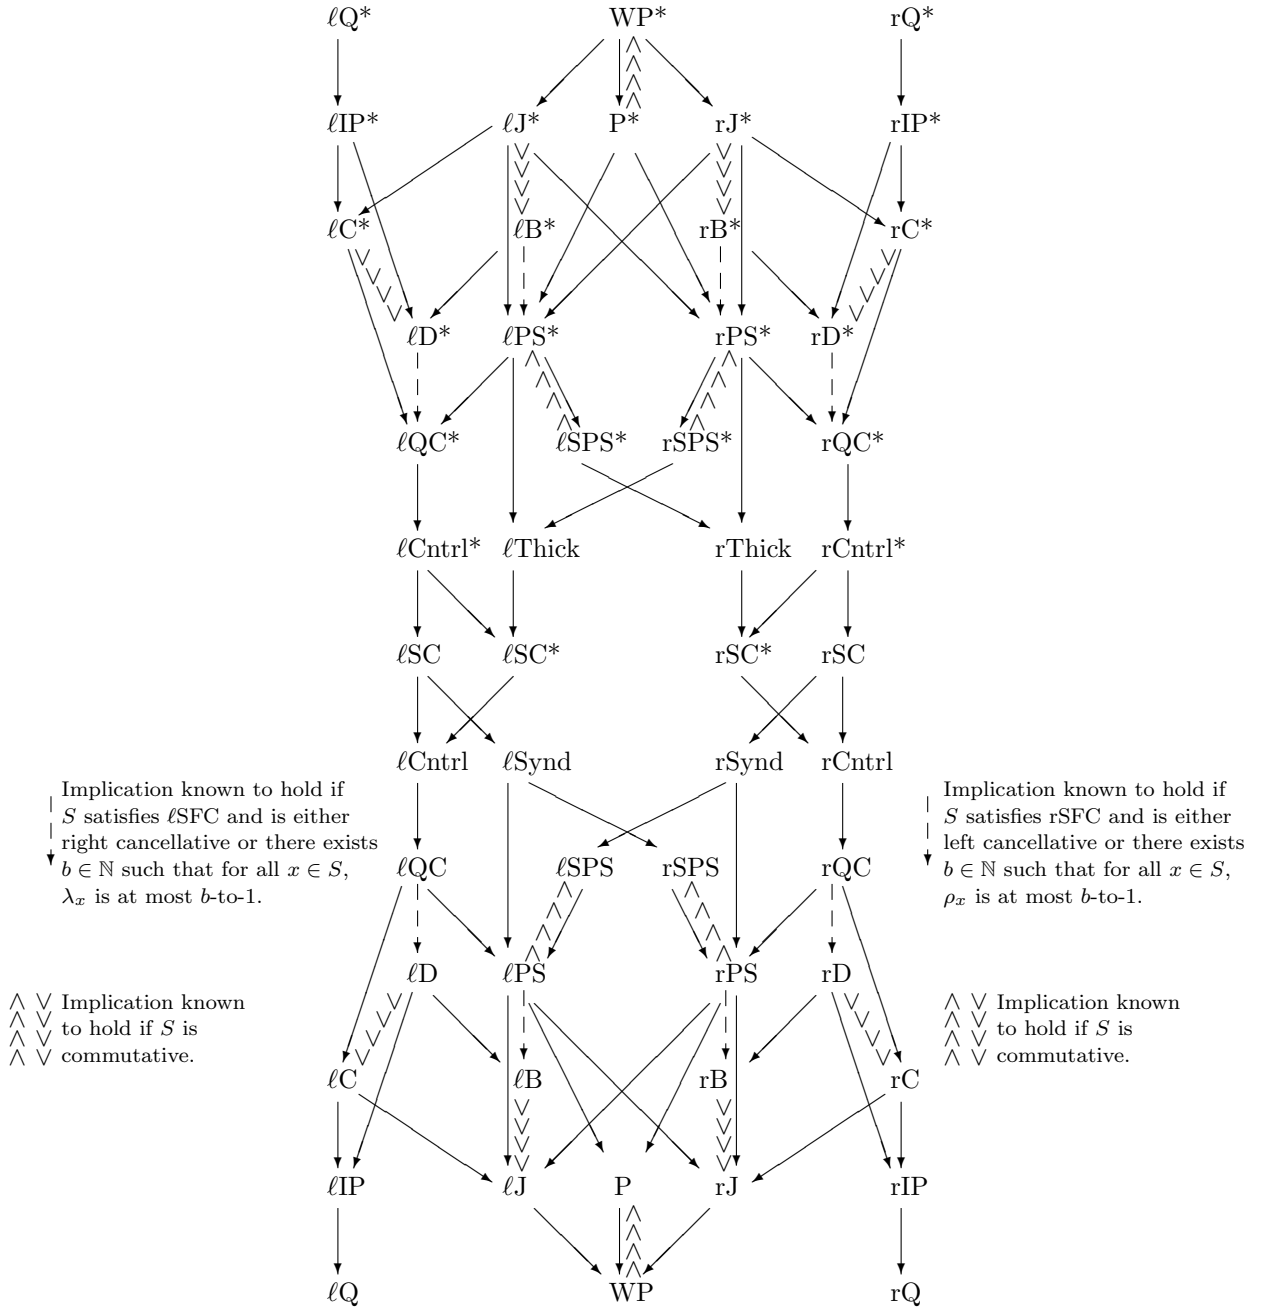 ℓQ* WP* rQ*
ℓIP* ℓJ* P* rJ* rIP*
ℓC* ℓB* rB* rC*
ℓD* ℓPS* rPS* rD*
ℓQC* ℓSPS* rSPS* rQC*
ℓCntrl* ℓThick rThick rCntrl*
ℓSC ℓSC* rSC* rSC
ℓCntrl ℓSynd rSynd rCntrl
Implication known to hold if
S satisfies ℓSFC and is either
right cancellative or there exists
b ∈ ℕ such that for all x ∈ S,
λₓ is at most b-to-1.
Implication known to hold if
S satisfies rSFC and is either
left cancellative or there exists
b ∈ ℕ such that for all x ∈ S,
ρₓ is at most b-to-1.
ℓQC ℓSPS rSPS rQC
ℓD ℓPS rPS rD
Implication known
to hold if S is
commutative.
Implication known
to hold if S is
commutative.
ℓC ℓB rB rC
ℓIP ℓJ P rJ rIP
ℓQ WP rQ